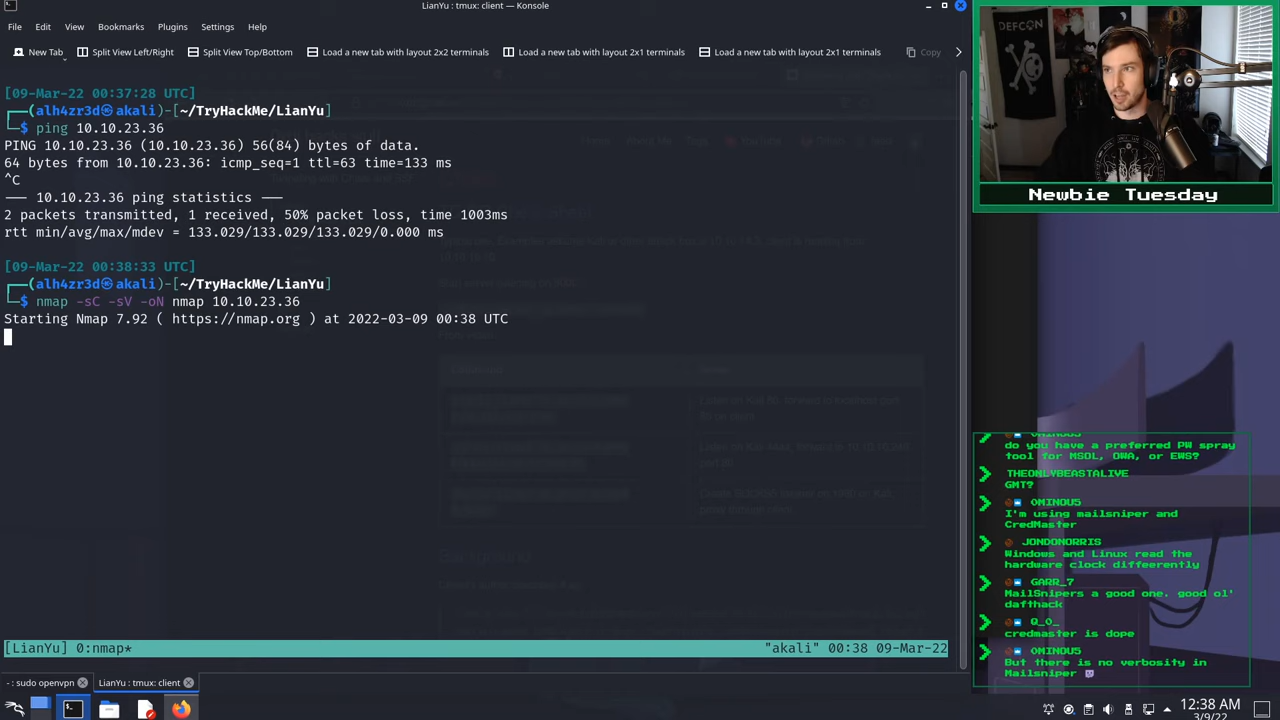 LianYu : tmux: client — Konsole
File Edit View Bookmarks Plugins Settings Help
New Tab Split View Left/Right Split View Top/Bottom Load a new tab with layout 2x2 terminals Load a new tab with layout 2x1 terminals Load a new tab with layout 2x1 terminals Copy
[09-Mar-22 00:37:28 UTC]
(alh4zr3d㉿akali)-[~/TryHackMe/LianYu]
$ ping 10.10.23.36
PING 10.10.23.36 (10.10.23.36) 56(84) bytes of data.
64 bytes from 10.10.23.36: icmp_seq=1 ttl=63 time=133 ms
^C
— 10.10.23.36 ping statistics —
2 packets transmitted, 1 received, 50% packet loss, time 1003ms
rtt min/avg/max/mdev = 133.029/133.029/133.029/0.000 ms
[09-Mar-22 00:38:33 UTC]
(alh4zr3d㉿akali)-[~/TryHackMe/LianYu]
$ nmap -sC -sV -oN nmap 10.10.23.36
Starting Nmap 7.92 ( https://nmap.org ) at 2022-03-09 00:38 UTC
[LianYu] 0:nmap* "akali" 00:38 09-Mar-22
- : sudo openvpn LianYu : tmux: client
DEFCON
Newbie Tuesday
0MINOU5
do you have a preferred PW spray
tool for MSOL, OWA, or EWS?
THEONLYBEASTALIVE
GMT?
0MINOU5
I'm using mailsniper and
CredMaster
JONDONORRIS
Windows and Linux read the
hardware clock differently
GARR_7
MailSnipers a good one. good ol'
dafthack
0_O_
credmaster is dope
0MINOU5
But there is no verbosity in
Mailsniper
12:38 AM
3/9/22